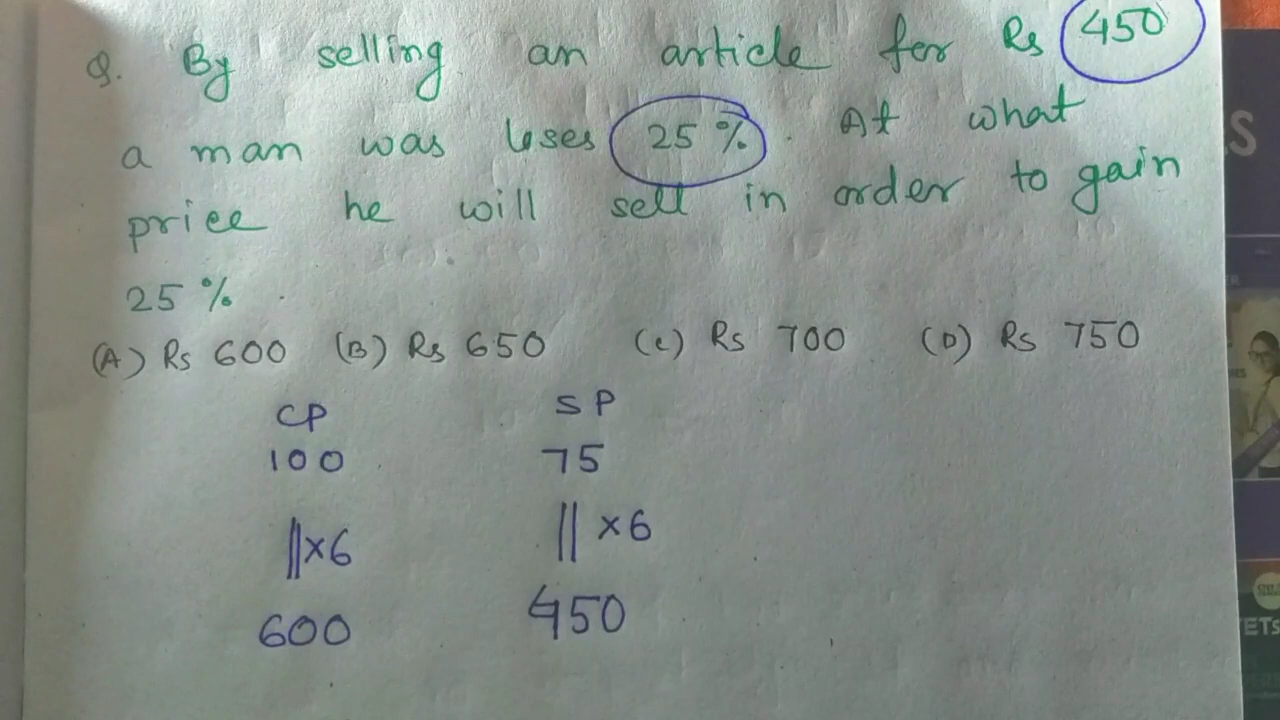 Q. By selling an article for Rs 450
a man was loses 25 %. At what
price he will sell in order to gain
25 %.
(A) Rs 600 (B) Rs 650 (C) Rs 700 (D) Rs 750
CP SP
100 75
||×6 || ×6
600 450
S
ETs